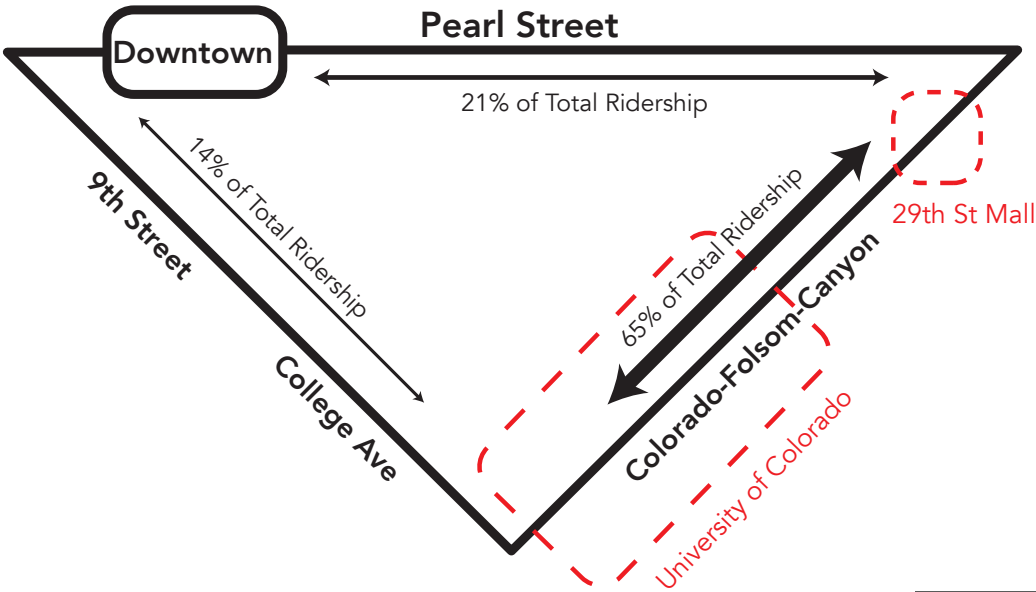 Pearl Street
Downtown
21% of Total Ridership
14% of Total Ridership
9th Street
29th St Mall
65% of Total Ridership
Colorado-Folsom-Canyon
College Ave
University of Colorado